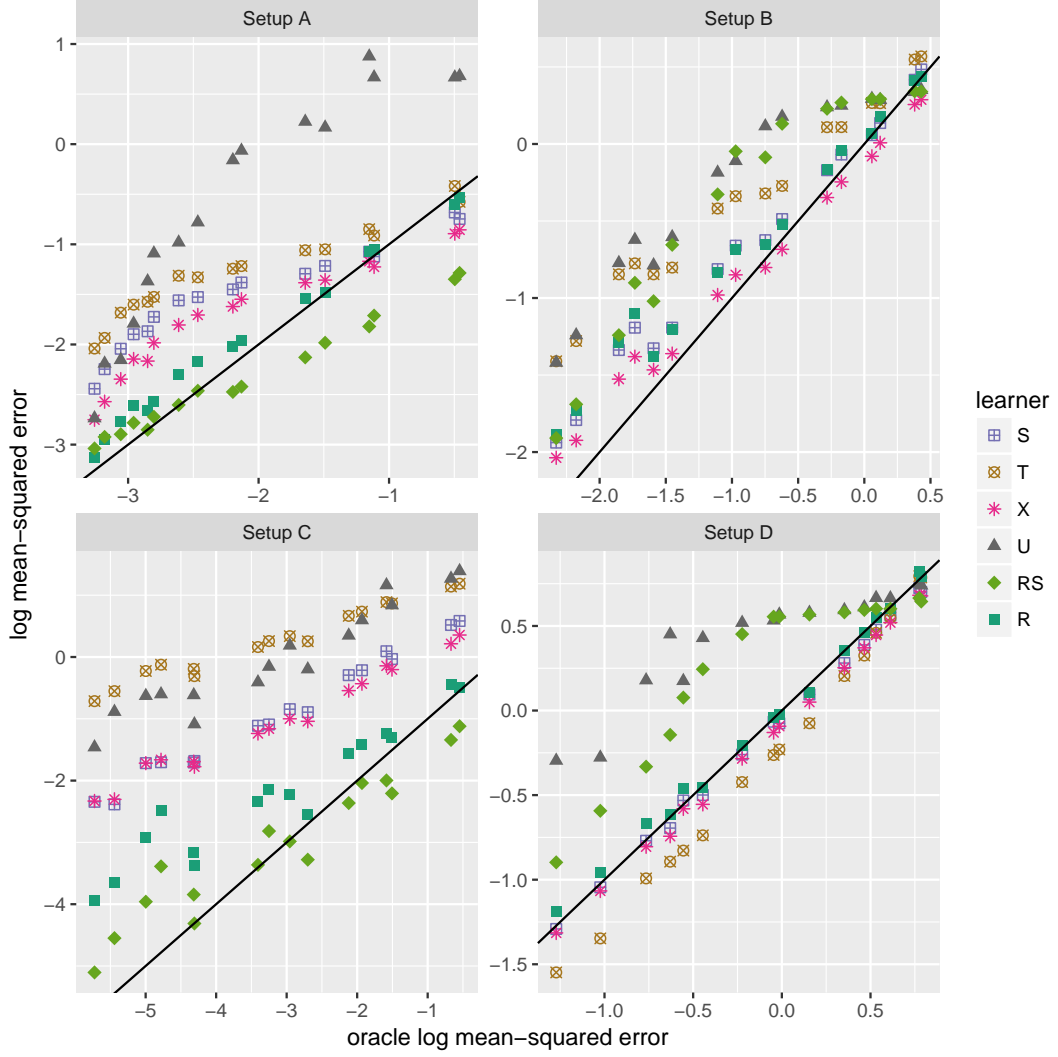 Setup A
Setup B
1
0
−1
−2
−3
−3
−2
−1
0
−1
−2
−2.0
−1.5
−1.0
−0.5
0.0
0.5
Setup C
Setup D
0
−2
−4
−5
−4
−3
−2
−1
0.5
0.0
−0.5
−1.0
−1.5
−1.0
−0.5
0.0
0.5
log mean−squared error
oracle log mean−squared error
learner
S
T
X
U
RS
R